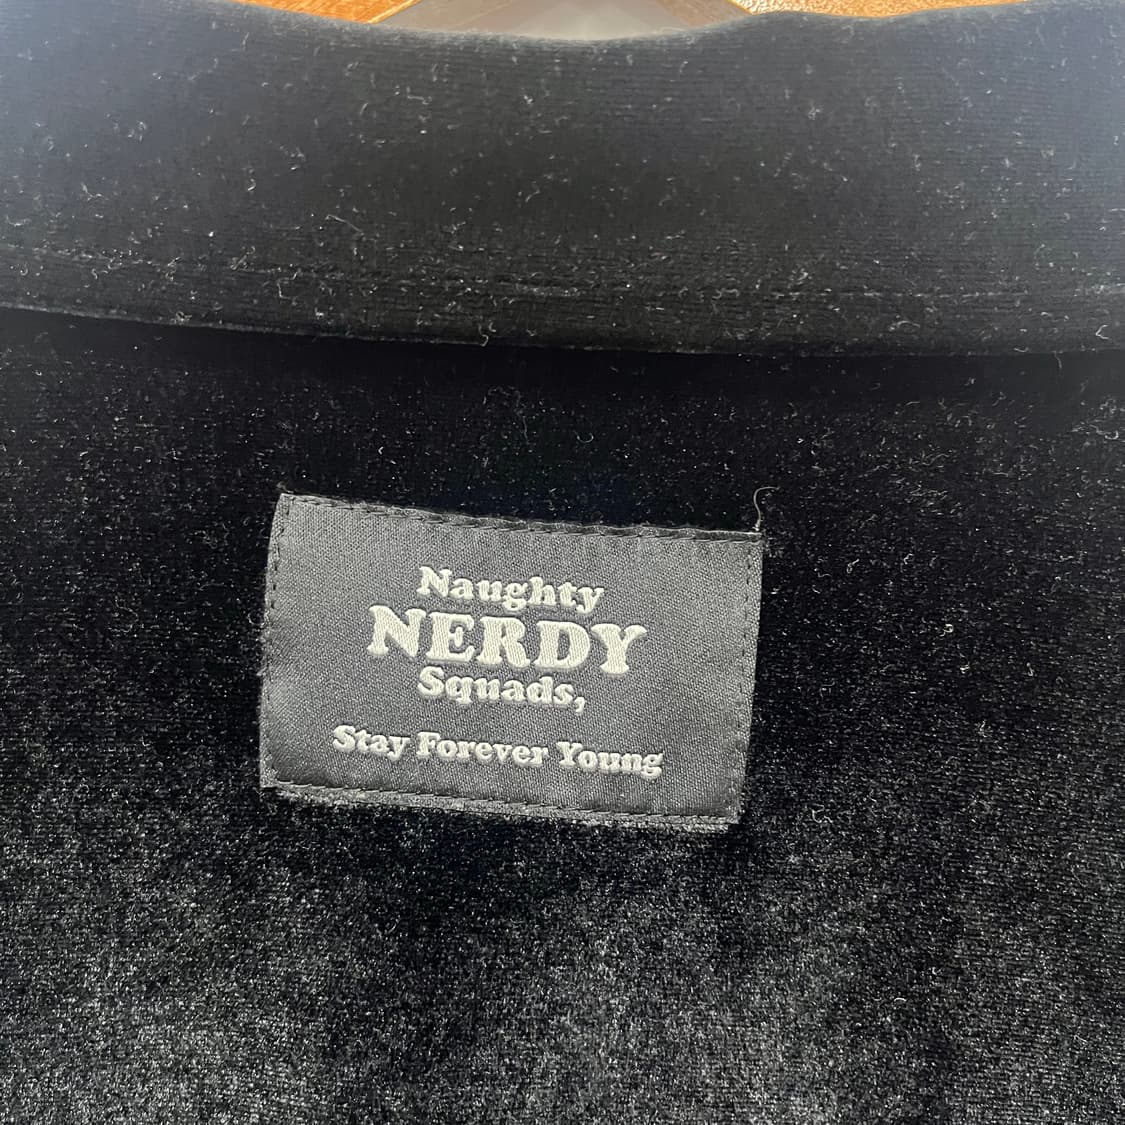 Naughty
NERDY
Squads,
Stay Forever Young